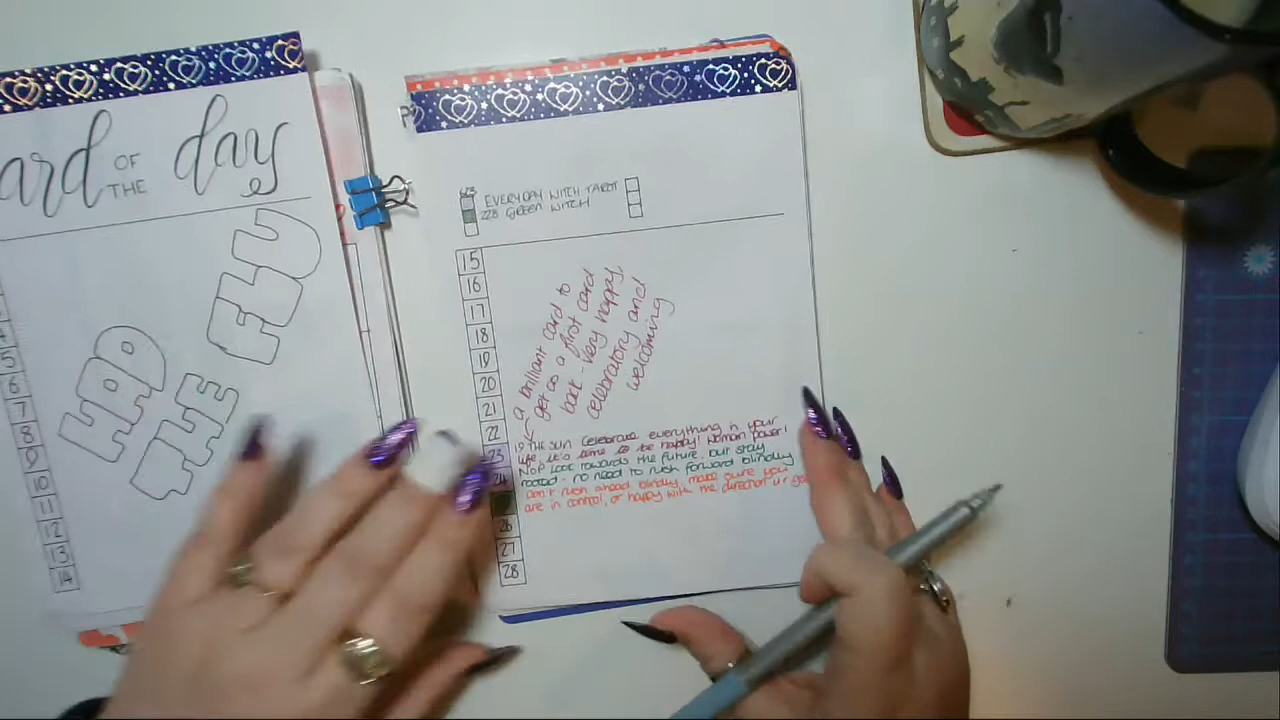 ard OF THE day
HAD
THE
FLU
5
6
7
8
9
10
11
12
13
14
EVERYDAY WITCH TAROT
228 GREEN WITCH
15
16
17
18
19
20
21
22
23
24
26
27
28
a brilliant card to
get as a first card
back - very happy,
celebratory and
welcoming
19 THE SUN Celebrate everything in your
life it's time to be happy! Woman power!
NOP Look towards the future, but stay
rooted - no need to rush forward blindly
Don't rush ahead blindly, make sure you
are in control, or happy with the direction ur go